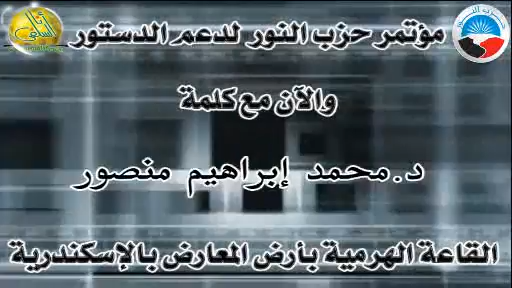 مؤتمر حزب النور لدعم الدستور
والآن مع كلمة
د.محمد إبراهيم منصور
القاعة الهرمية بأرض المعارض بالإسكندرية